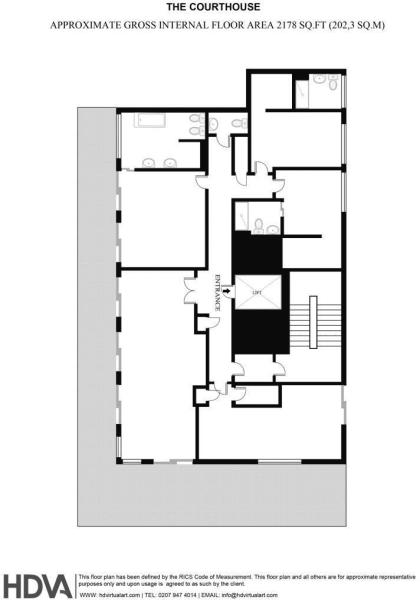 THE COURTHOUSE
APPROXIMATE GROSS INTERNAL FLOOR AREA 2178 SQ.FT (202,3 SQ.M)
ENTRANCE
LIFT
HDVA
This floor plan has been defined by the RICS Code of Measurement. This floor plan and all others are for approximate representative
purposes only and upon usage is agreed to as such by the client.
WWW: hdvirtualart.com | TEL: 0207 947 4014 | EMAIL: info@hdvirtualart.com